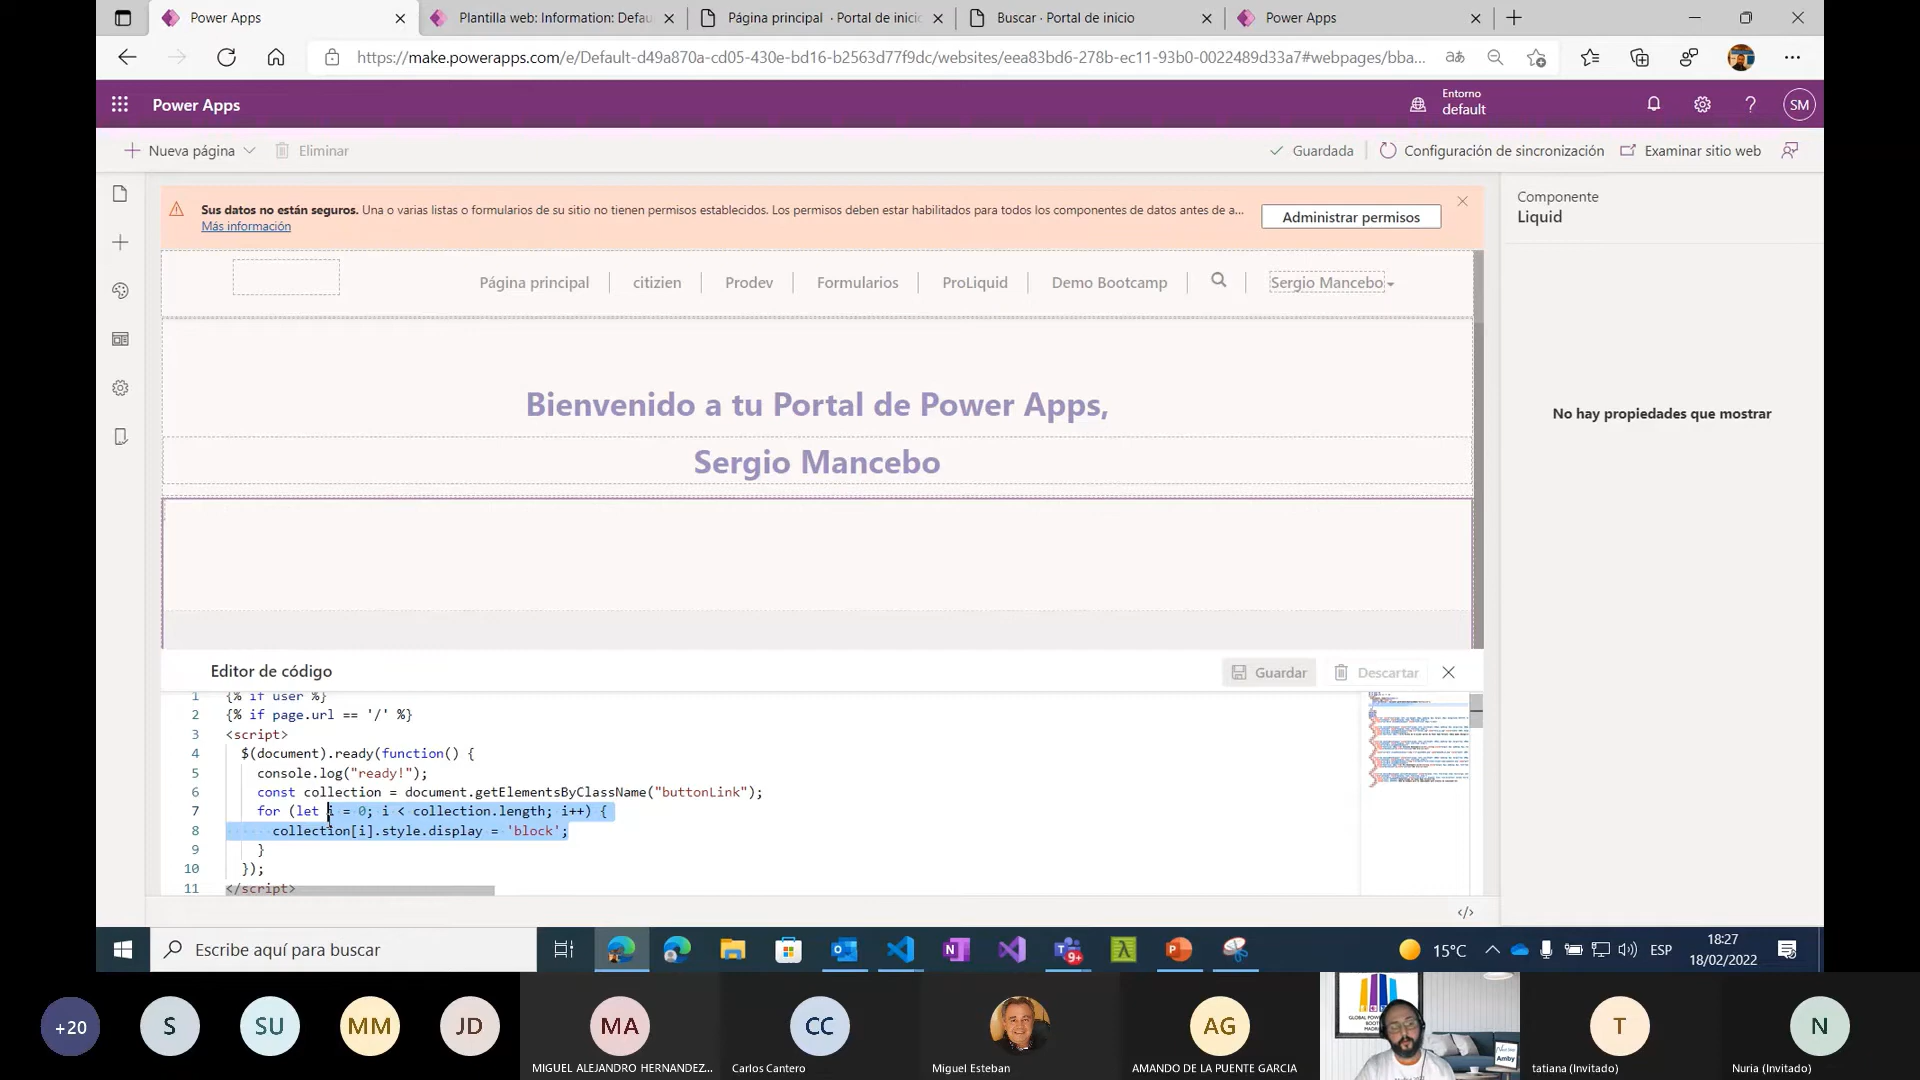 Power Apps
Plantilla web: Information: Defau
Página principal · Portal de inicio
Buscar · Portal de inicio
Power Apps
https://make.powerapps.com/e/Default-d49a870a-cd05-430e-bd16-b2563d77f9dc/websites/eea83bd6-278b-ec11-93b0-0022489d33a7#webpages/bba...
Power Apps
Entorno
default
SM
Nueva página
Eliminar
Guardada
Configuración de sincronización
Examinar sitio web
Sus datos no están seguros. Una o varias listas o formularios de su sitio no tienen permisos establecidos. Los permisos deben estar habilitados para todos los componentes de datos antes de a...
Más información
Administrar permisos
Componente
Liquid
No hay propiedades que mostrar
Página principal
citizien
Prodev
Formularios
ProLiquid
Demo Bootcamp
Sergio Mancebo
Bienvenido a tu Portal de Power Apps,
Sergio Mancebo
Editor de código
Guardar
Descartar
1 {% if user %}
2 {% if page.url == '/' %}
3 <script>
4 $(document).ready(function() {
5 console.log("ready!");
6 const collection = document.getElementsByClassName("buttonLink");
7 for (let i = 0; i < collection.length; i++) {
8 collection[i].style.display = 'block';
9 }
10 });
11 </script>
</>
Escribe aquí para buscar
9+
15°C
ESP
18:27
18/02/2022
+20
S
SU
MM
JD
MA
MIGUEL ALEJANDRO HERNANDEZ...
CC
Carlos Cantero
Miguel Esteban
AG
AMANDO DE LA PUENTE GARCIA
T
tatiana (Invitado)
N
Nuria (Invitado)